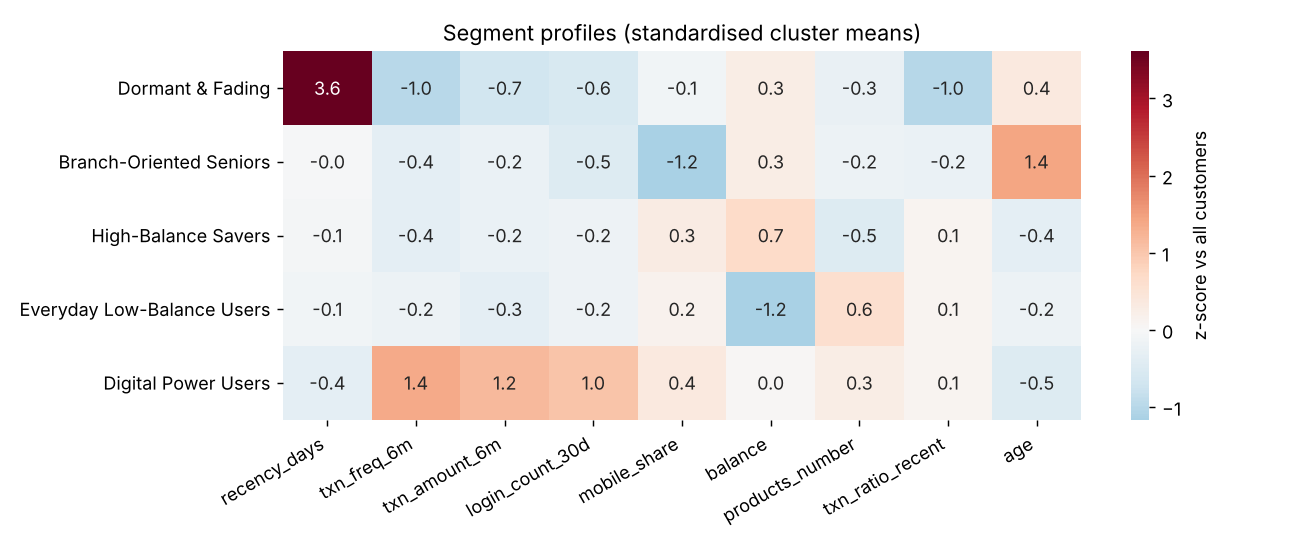 Segment profiles (standardised cluster means)
Dormant & Fading 3.6 -1.0 -0.7 -0.6 -0.1 0.3 -0.3 -1.0 0.4
Branch-Oriented Seniors -0.0 -0.4 -0.2 -0.5 -1.2 0.3 -0.2 -0.2 1.4
High-Balance Savers -0.1 -0.4 -0.2 -0.2 0.3 0.7 -0.5 0.1 -0.4
Everyday Low-Balance Users -0.1 -0.2 -0.3 -0.2 0.2 -1.2 0.6 0.1 -0.2
Digital Power Users -0.4 1.4 1.2 1.0 0.4 0.0 0.3 0.1 -0.5
recency_days txn_freq_6m txn_amount_6m login_count_30d mobile_share balance products_number txn_ratio_recent age
3
2
1
0
−1
z-score vs all customers